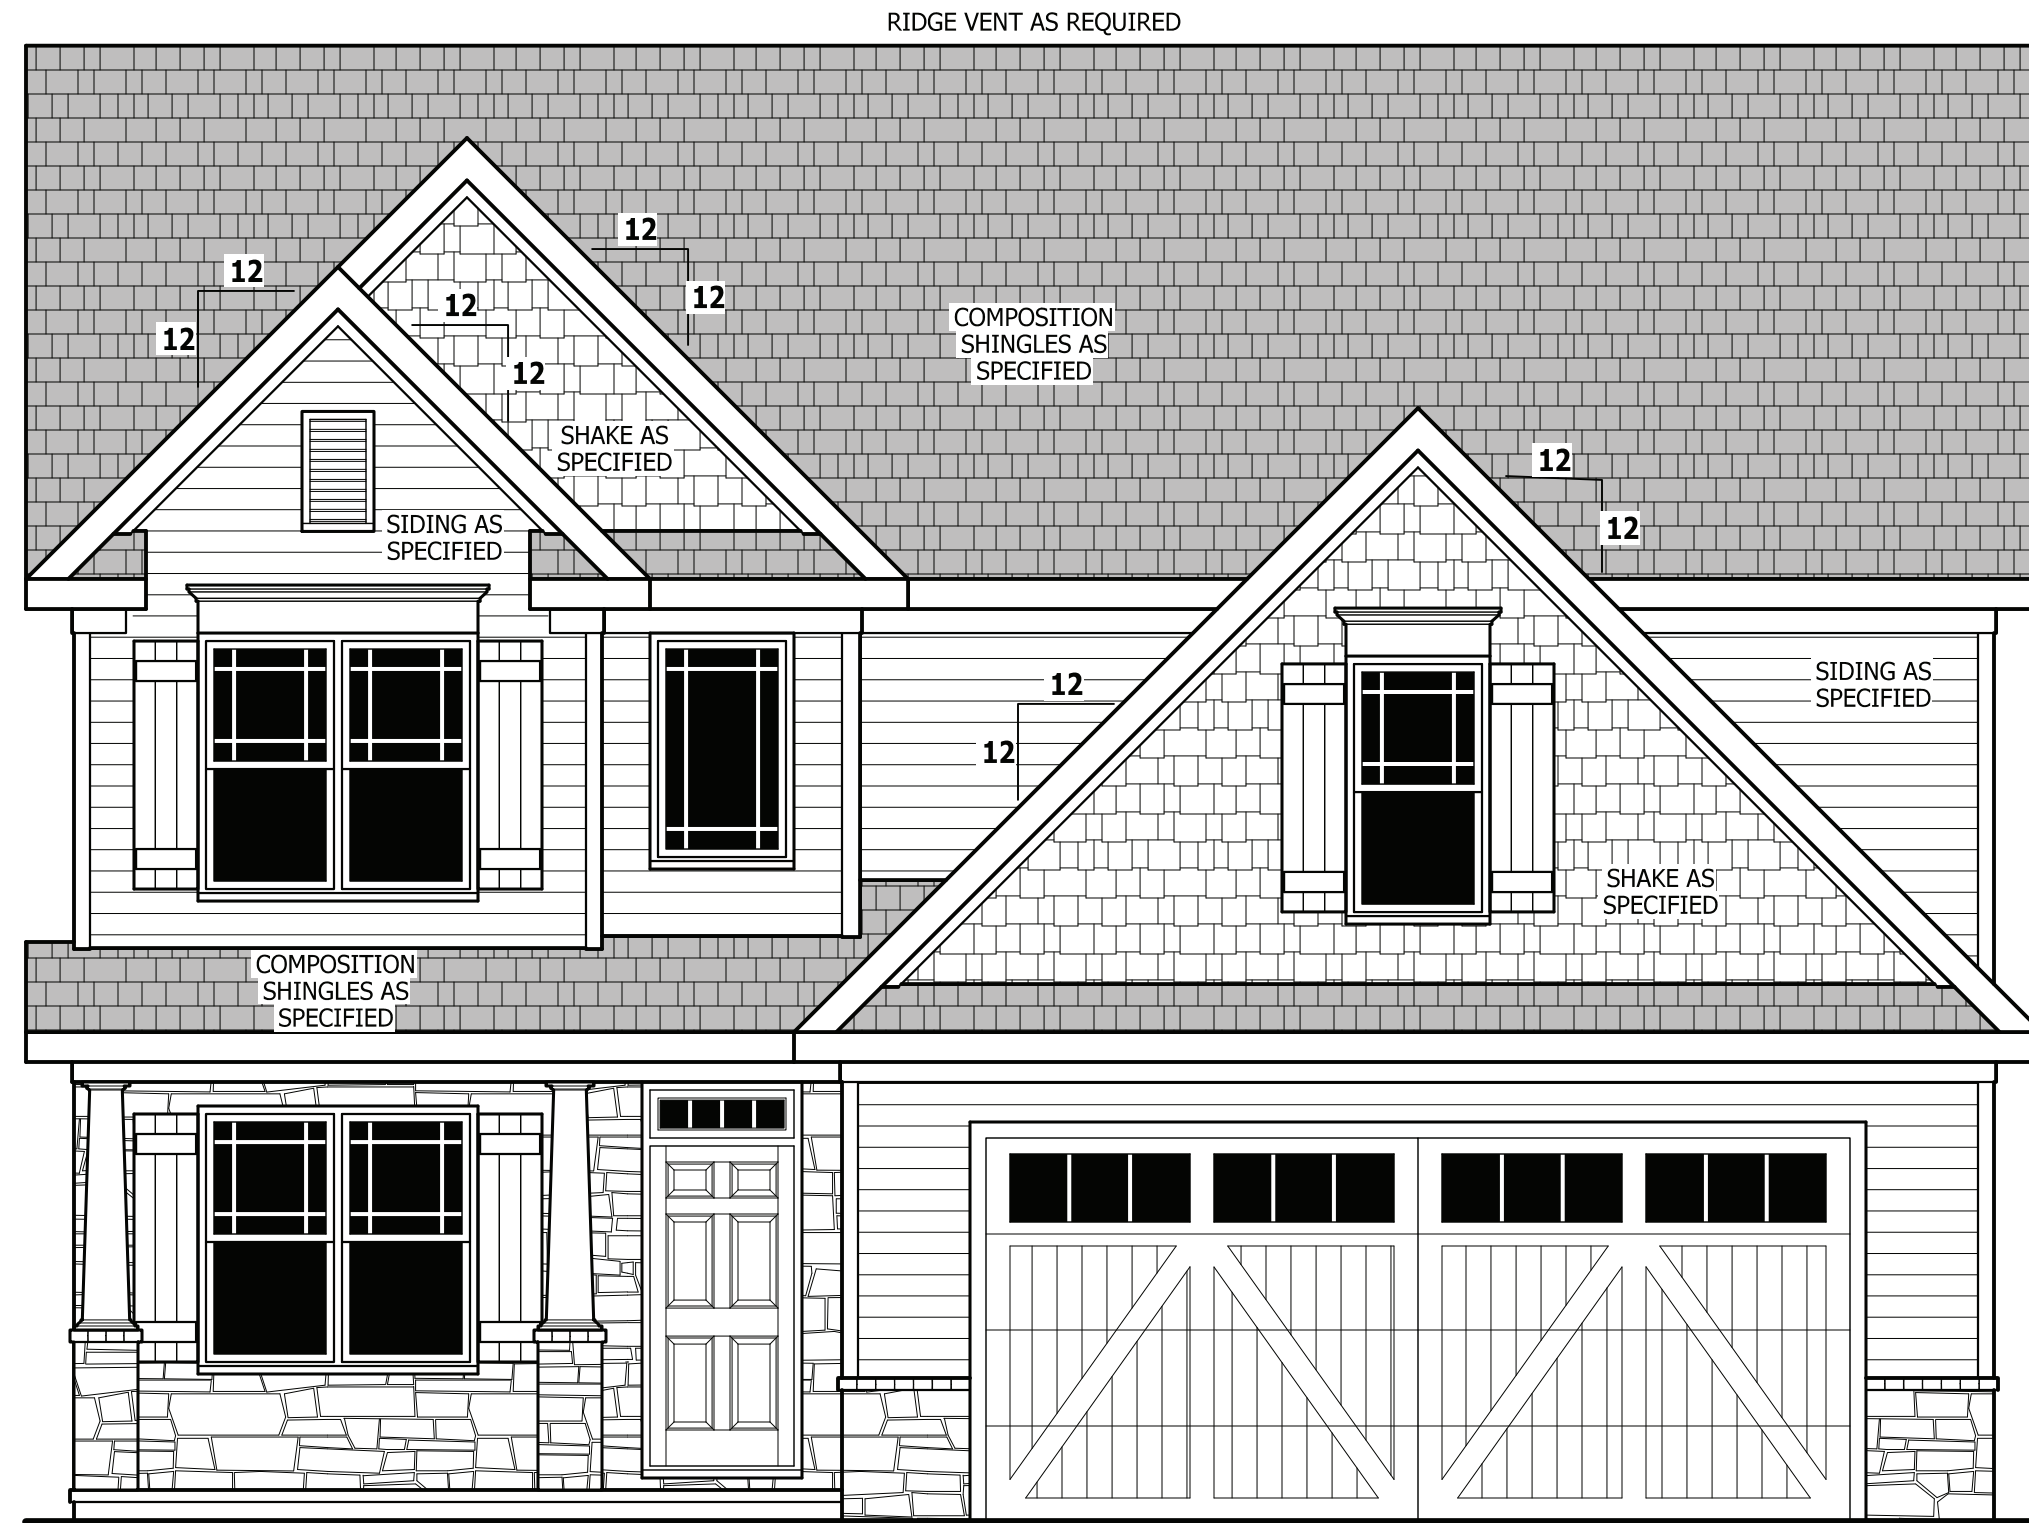 RIDGE VENT AS REQUIRED
12
12
12
12
12
12
COMPOSITION
SHINGLES AS
SPECIFIED
SHAKE AS
SPECIFIED
12
12
SIDING AS
SPECIFIED
12
12
SIDING AS
SPECIFIED
SHAKE AS
SPECIFIED
COMPOSITION
SHINGLES AS
SPECIFIED